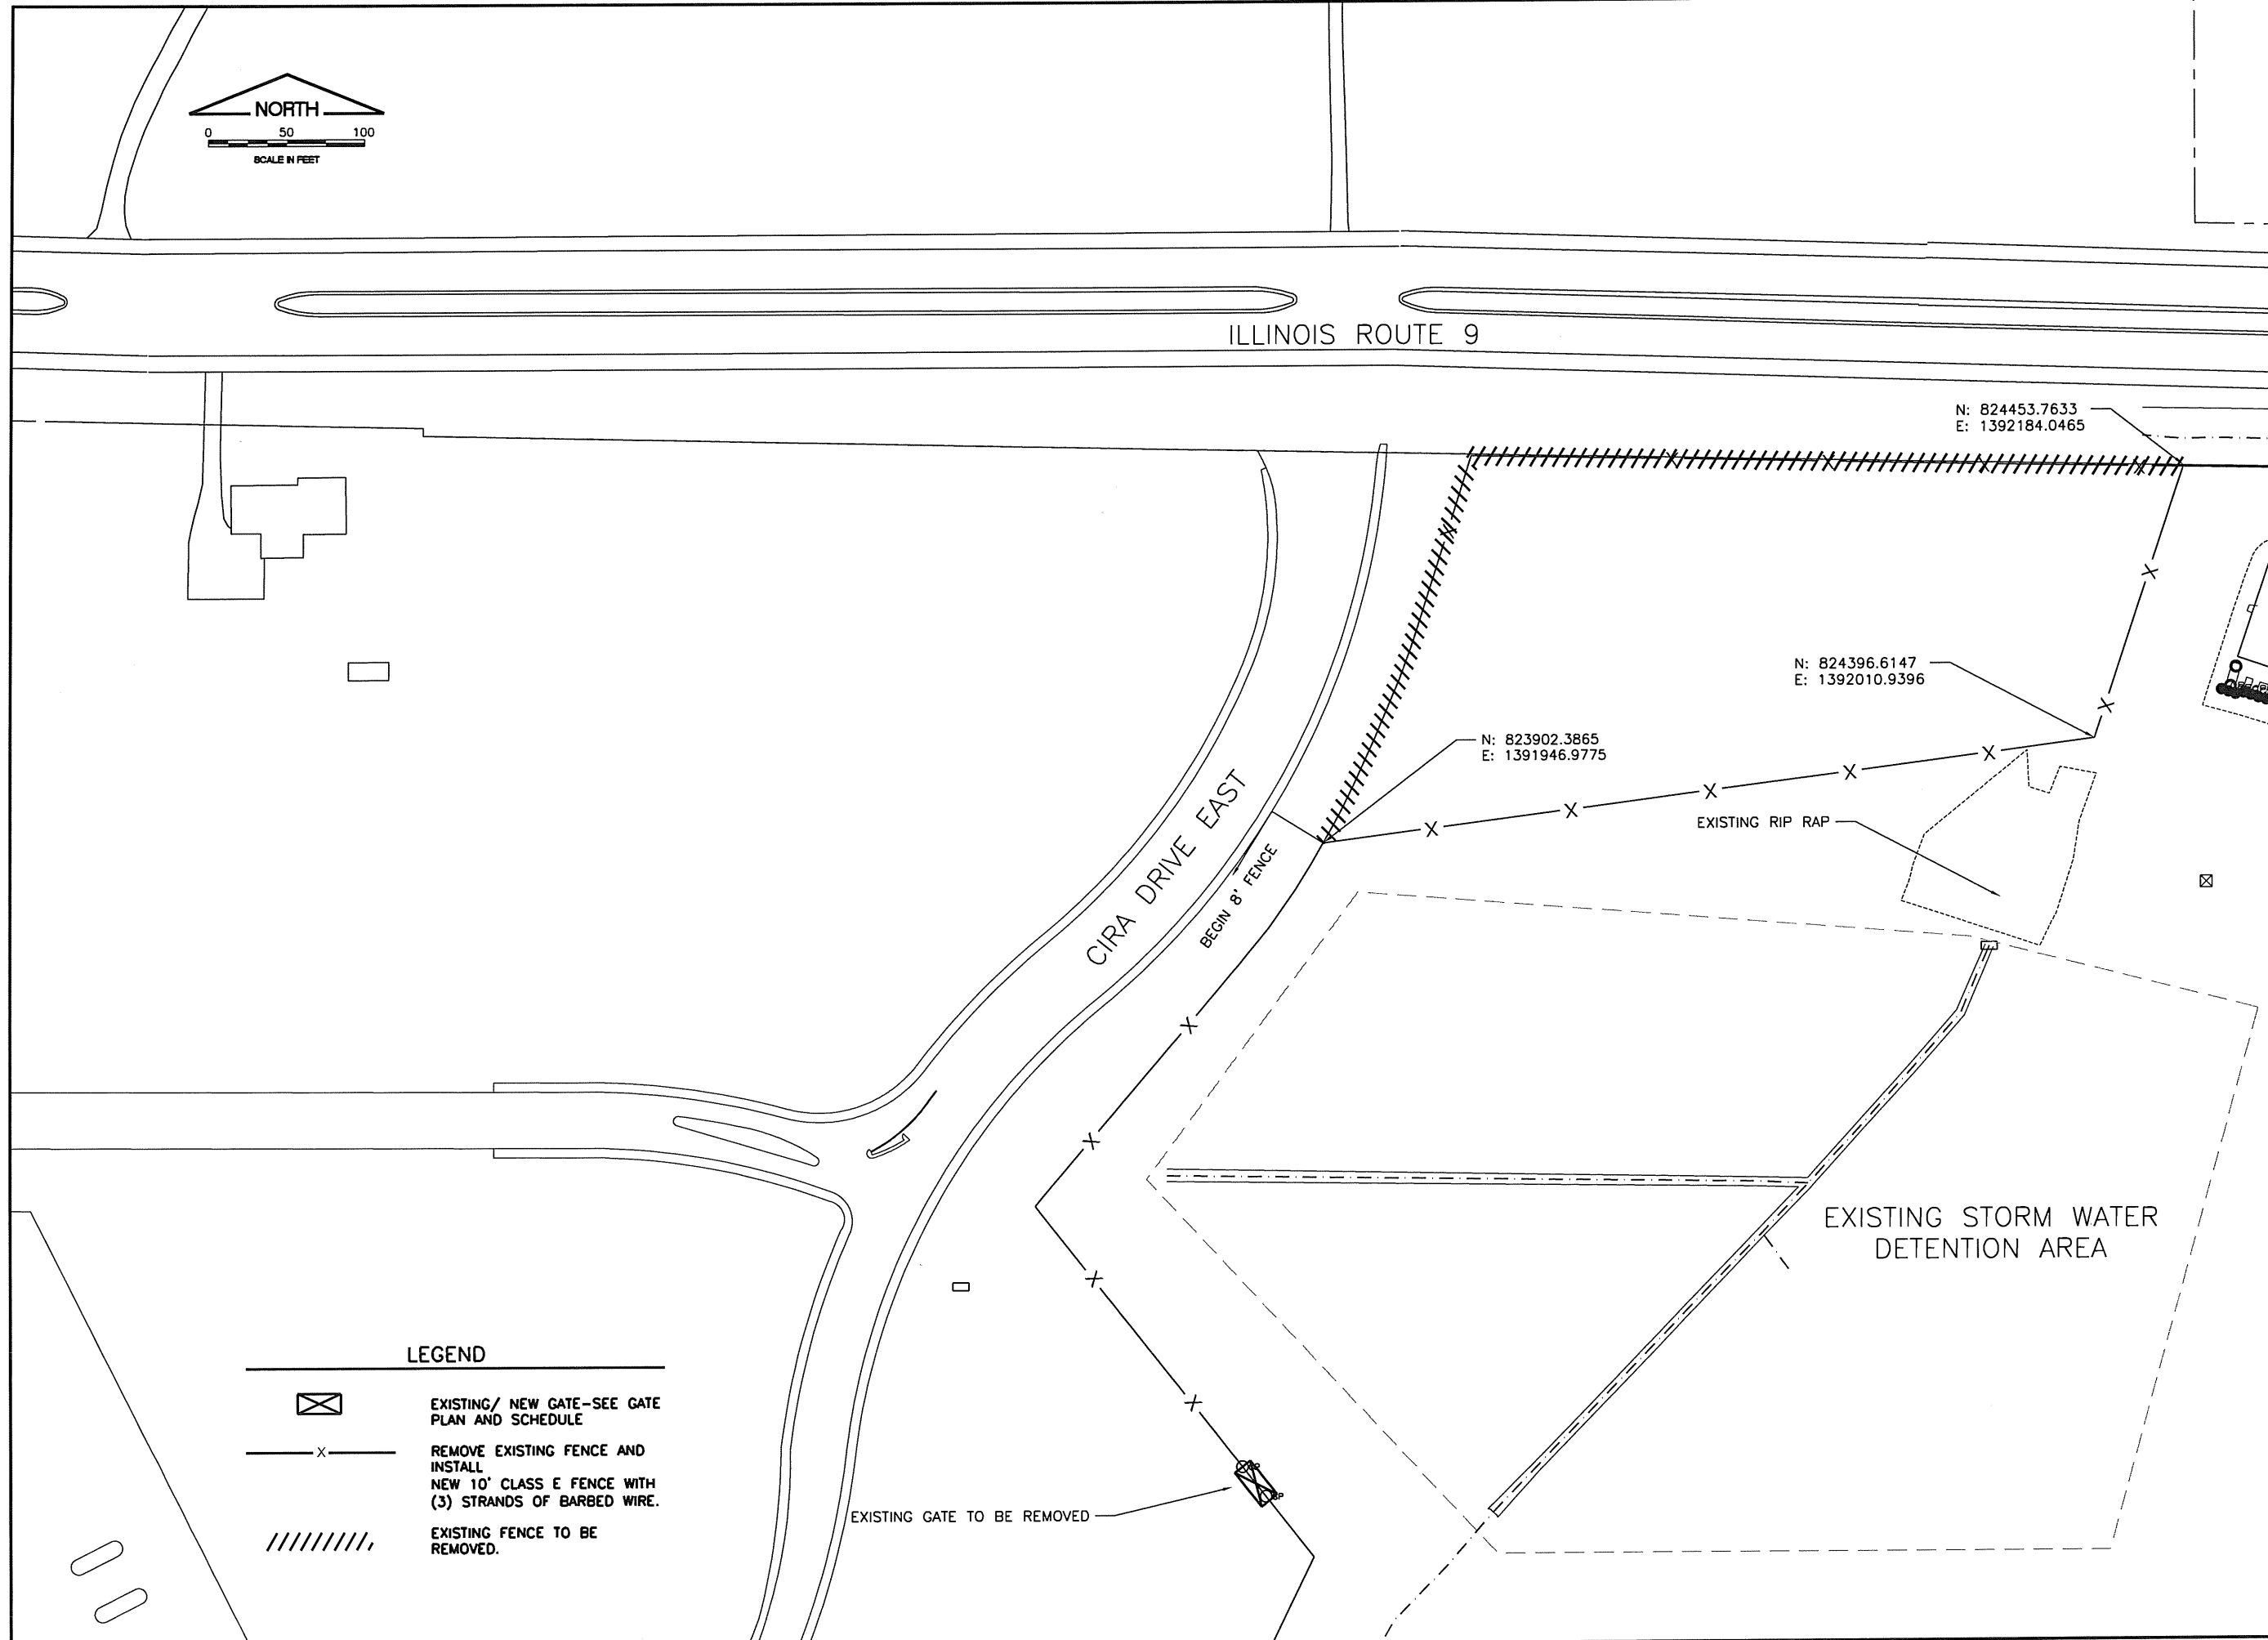 NORTH
0 50 100
SCALE IN FEET
ILLINOIS ROUTE 9
N: 824453.7633
E: 1392184.0465
N: 824396.6147
E: 1392010.9396
N: 823902.3865
E: 1391946.9775
EXISTING RIP RAP
CIRA DRIVE EAST
BEGIN 8' FENCE
EXISTING STORM WATER
DETENTION AREA
EXISTING GATE TO BE REMOVED
LEGEND
EXISTING/ NEW GATE-SEE GATE
PLAN AND SCHEDULE
X
REMOVE EXISTING FENCE AND
INSTALL
NEW 10' CLASS E FENCE WITH
(3) STRANDS OF BARBED WIRE.
EXISTING FENCE TO BE
REMOVED.